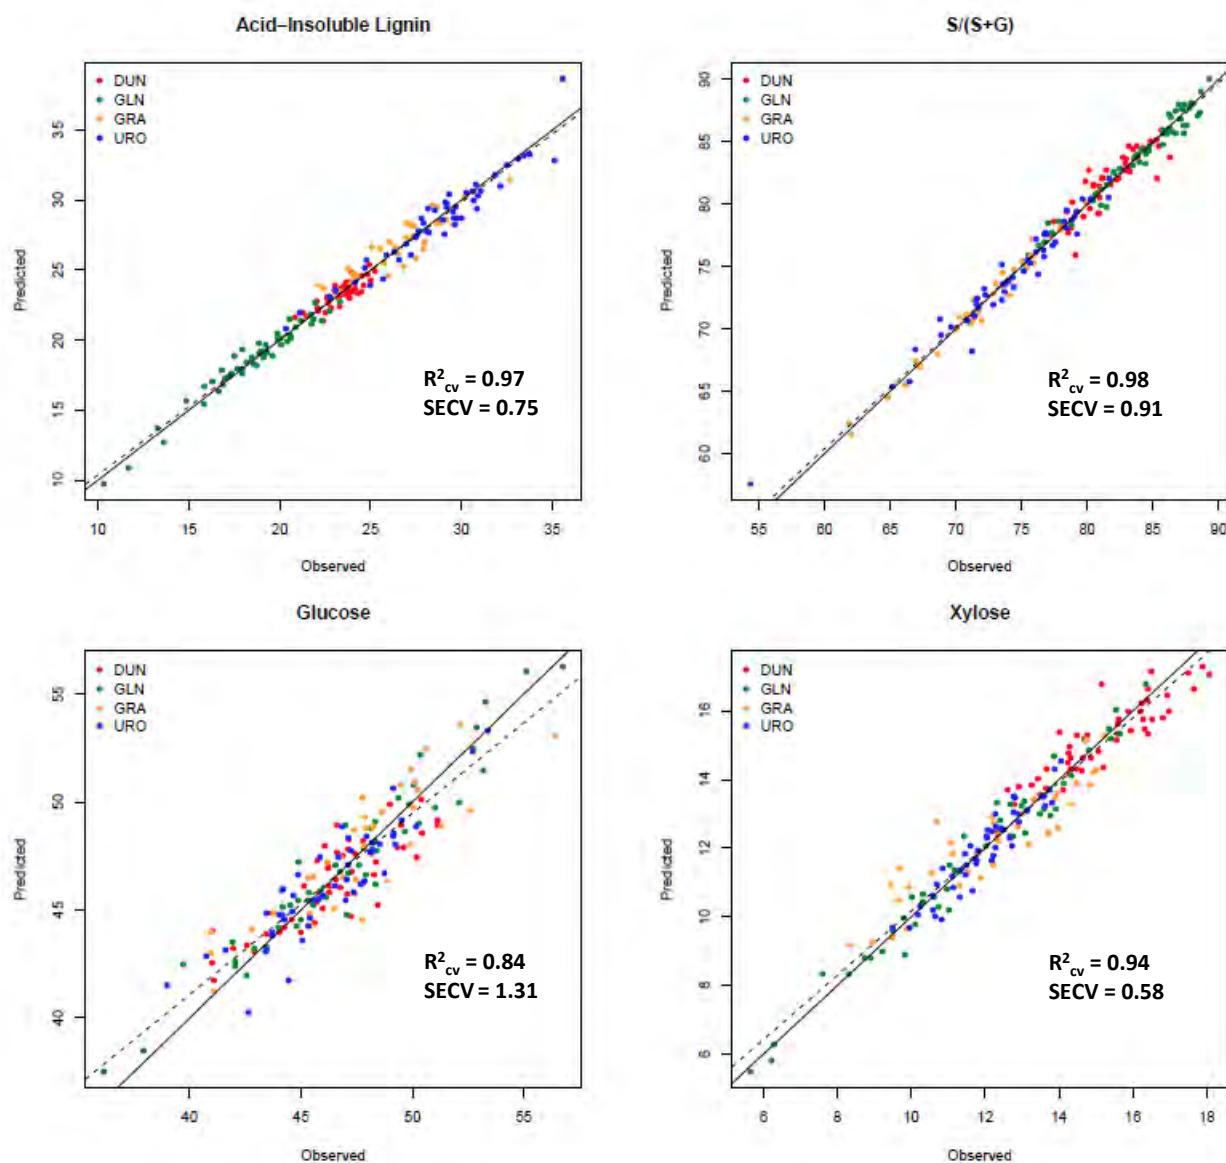 Acid–Insoluble Lignin
DUN
GLN
GRA
URO
35
30
25
20
15
10
Predicted
R²cv = 0.97
SECV = 0.75
10 15 20 25 30 35
Observed
S/(S+G)
DUN
GLN
GRA
URO
90
85
80
75
70
65
60
Predicted
R²cv = 0.98
SECV = 0.91
55 60 65 70 75 80 85 90
Observed
Glucose
DUN
GLN
GRA
URO
55
50
45
40
Predicted
R²cv = 0.84
SECV = 1.31
40 45 50 55
Observed
Xylose
DUN
GLN
GRA
URO
16
14
12
10
8
6
Predicted
R²cv = 0.94
SECV = 0.58
6 8 10 12 14 16 18
Observed